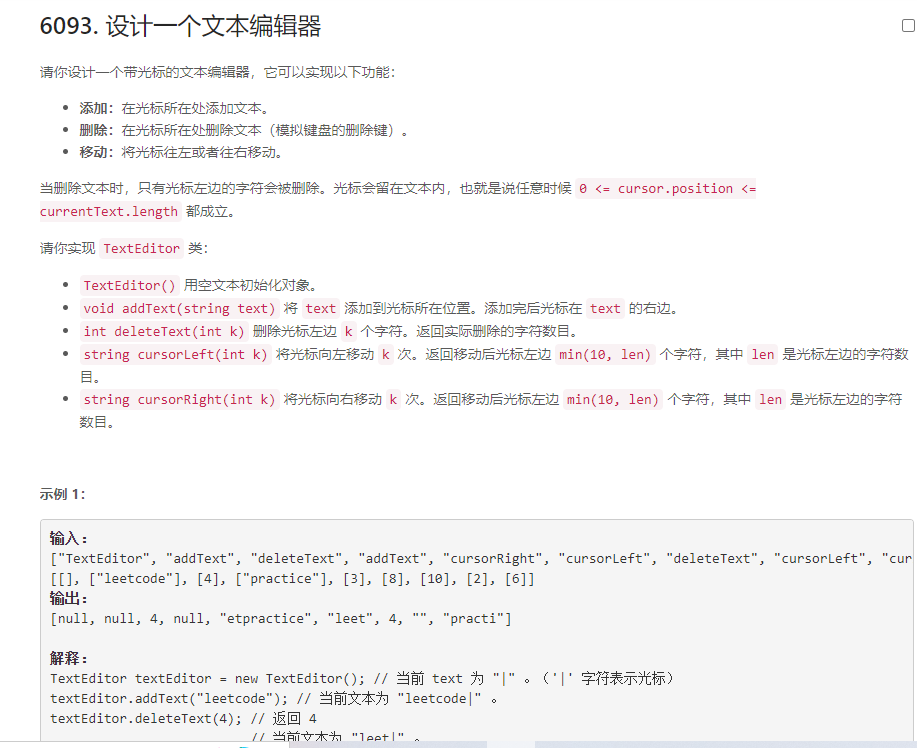 6093. 设计一个文本编辑器
请你设计一个带光标的文本编辑器，它可以实现以下功能：
• 添加：在光标所在处添加文本。
• 删除：在光标所在处删除文本（模拟键盘的删除键）。
• 移动：将光标往左或者往右移动。
当删除文本时，只有光标左边的字符会被删除。光标会留在文本内，也就是说任意时候 0 <= cursor.position <=
currentText.length 都成立。
请你实现 TextEditor 类：
• TextEditor() 用空文本初始化对象。
• void addText(string text) 将 text 添加到光标所在位置。添加完后光标在 text 的右边。
• int deleteText(int k) 删除光标左边 k 个字符。返回实际删除的字符数目。
• string cursorLeft(int k) 将光标向左移动 k 次。返回移动后光标左边 min(10, len) 个字符，其中 len 是光标左边的字符数
目。
• string cursorRight(int k) 将光标向右移动 k 次。返回移动后光标左边 min(10, len) 个字符，其中 len 是光标左边的字符
数目。
示例 1：
输入：
["TextEditor", "addText", "deleteText", "addText", "cursorRight", "cursorLeft", "deleteText", "cursorLeft", "cur
[[], ["leetcode"], [4], ["practice"], [3], [8], [10], [2], [6]]
输出：
[null, null, 4, null, "etpractice", "leet", 4, "", "practi"]
解释：
TextEditor textEditor = new TextEditor(); // 当前 text 为 "|" 。（'|' 字符表示光标）
textEditor.addText("leetcode"); // 当前文本为 "leetcode|" 。
textEditor.deleteText(4); // 返回 4
// 当前文本为 "leet|" 。